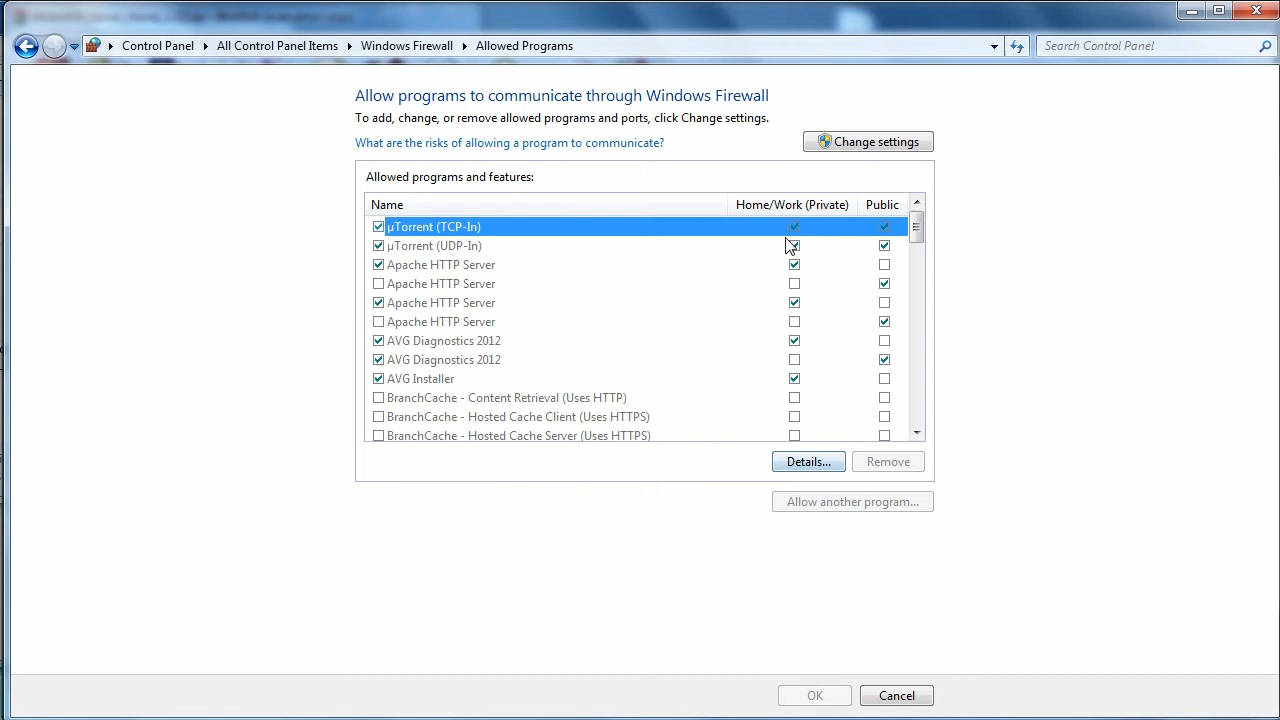 Control Panel All Control Panel Items Windows Firewall Allowed Programs Search Control Panel
Allow programs to communicate through Windows Firewall
To add, change, or remove allowed programs and ports, click Change settings.
What are the risks of allowing a program to communicate? Change settings
Allowed programs and features:
Name Home/Work (Private) Public
µTorrent (TCP-In)
µTorrent (UDP-In)
Apache HTTP Server
Apache HTTP Server
Apache HTTP Server
Apache HTTP Server
AVG Diagnostics 2012
AVG Diagnostics 2012
AVG Installer
BranchCache - Content Retrieval (Uses HTTP)
BranchCache - Hosted Cache Client (Uses HTTPS)
BranchCache - Hosted Cache Server (Uses HTTPS)
Details... Remove
Allow another program...
OK Cancel